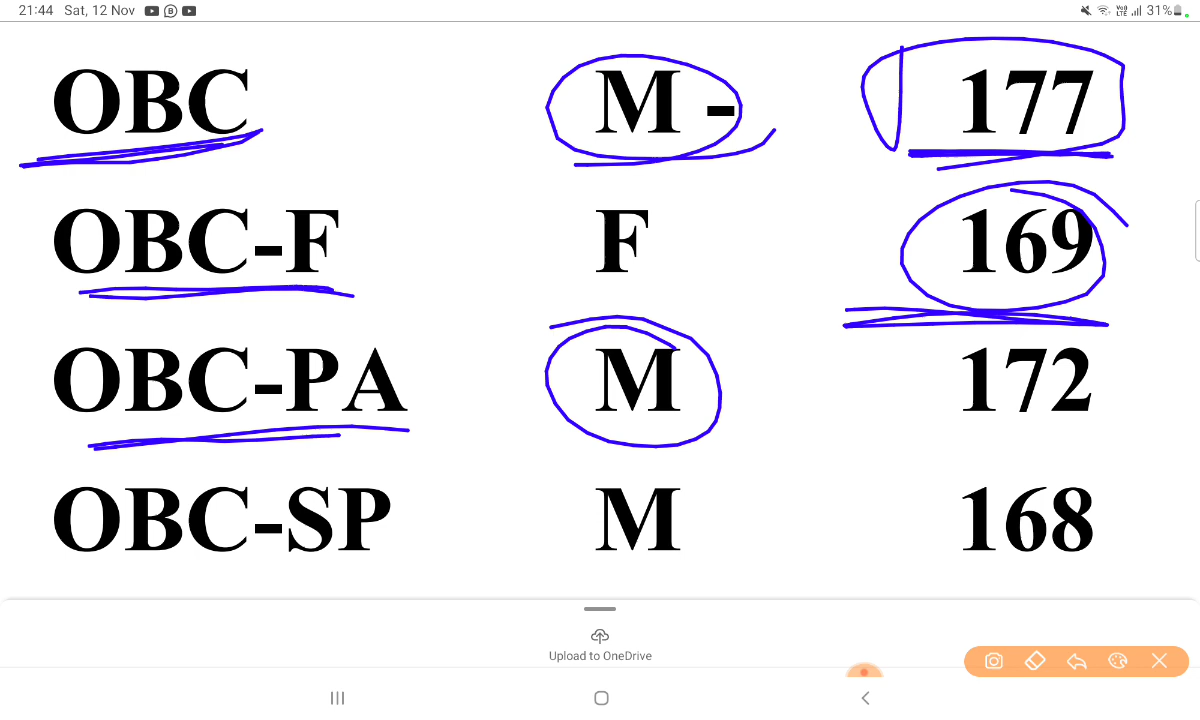 21:44 Sat, 12 Nov 31%
OBC M - 177
OBC-F F 169
OBC-PA M 172
OBC-SP M 168
Upload to OneDrive